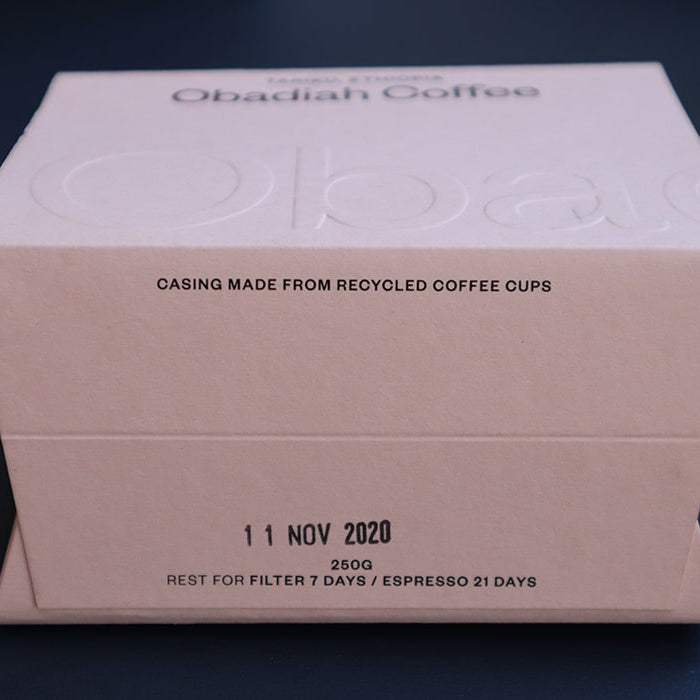 TARIKU, ETHIOPIA
Obadiah Coffee
Oba
CASING MADE FROM RECYCLED COFFEE CUPS
11 NOV 2020
250G
REST FOR FILTER 7 DAYS / ESPRESSO 21 DAYS